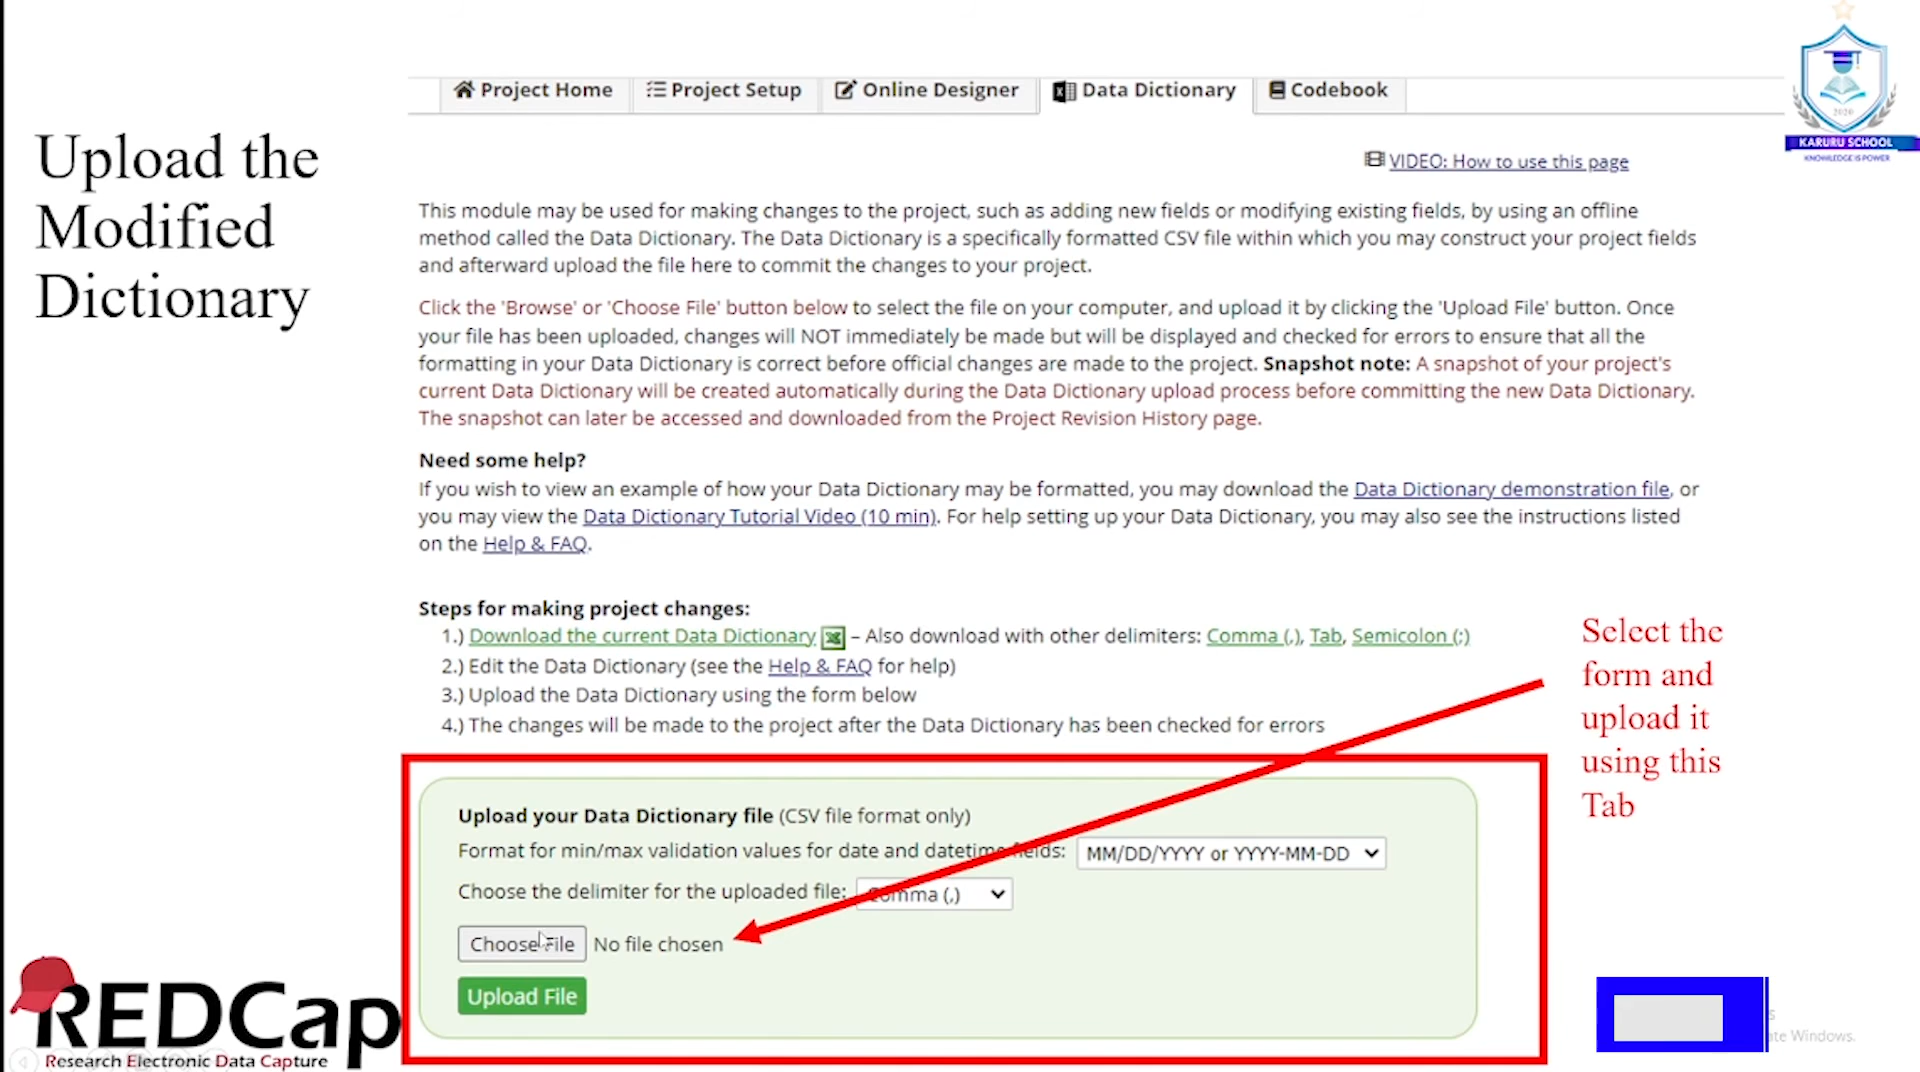 Project Home
Project Setup
Online Designer
Data Dictionary
Codebook
2020
KARURU SCHOOL
KNOWLEDGE IS POWER
Upload the
Modified
Dictionary
VIDEO: How to use this page
This module may be used for making changes to the project, such as adding new fields or modifying existing fields, by using an offline
method called the Data Dictionary. The Data Dictionary is a specifically formatted CSV file within which you may construct your project fields
and afterward upload the file here to commit the changes to your project.
Click the 'Browse' or 'Choose File' button below to select the file on your computer, and upload it by clicking the 'Upload File' button. Once
your file has been uploaded, changes will NOT immediately be made but will be displayed and checked for errors to ensure that all the
formatting in your Data Dictionary is correct before official changes are made to the project. Snapshot note: A snapshot of your project's
current Data Dictionary will be created automatically during the Data Dictionary upload process before committing the new Data Dictionary.
The snapshot can later be accessed and downloaded from the Project Revision History page.
Need some help?
If you wish to view an example of how your Data Dictionary may be formatted, you may download the Data Dictionary demonstration file, or
you may view the Data Dictionary Tutorial Video (10 min). For help setting up your Data Dictionary, you may also see the instructions listed
on the Help & FAQ.
Steps for making project changes:
1.) Download the current Data Dictionary – Also download with other delimiters: Comma (,), Tab, Semicolon (;)
2.) Edit the Data Dictionary (see the Help & FAQ for help)
3.) Upload the Data Dictionary using the form below
4.) The changes will be made to the project after the Data Dictionary has been checked for errors
Select the
form and
upload it
using this
Tab
Upload your Data Dictionary file (CSV file format only)
Format for min/max validation values for date and datetime fields: MM/DD/YYYY or YYYY-MM-DD
Choose the delimiter for the uploaded file: Comma (,)
Choose File No file chosen
Upload File
REDCap
Research Electronic Data Capture
Windows.